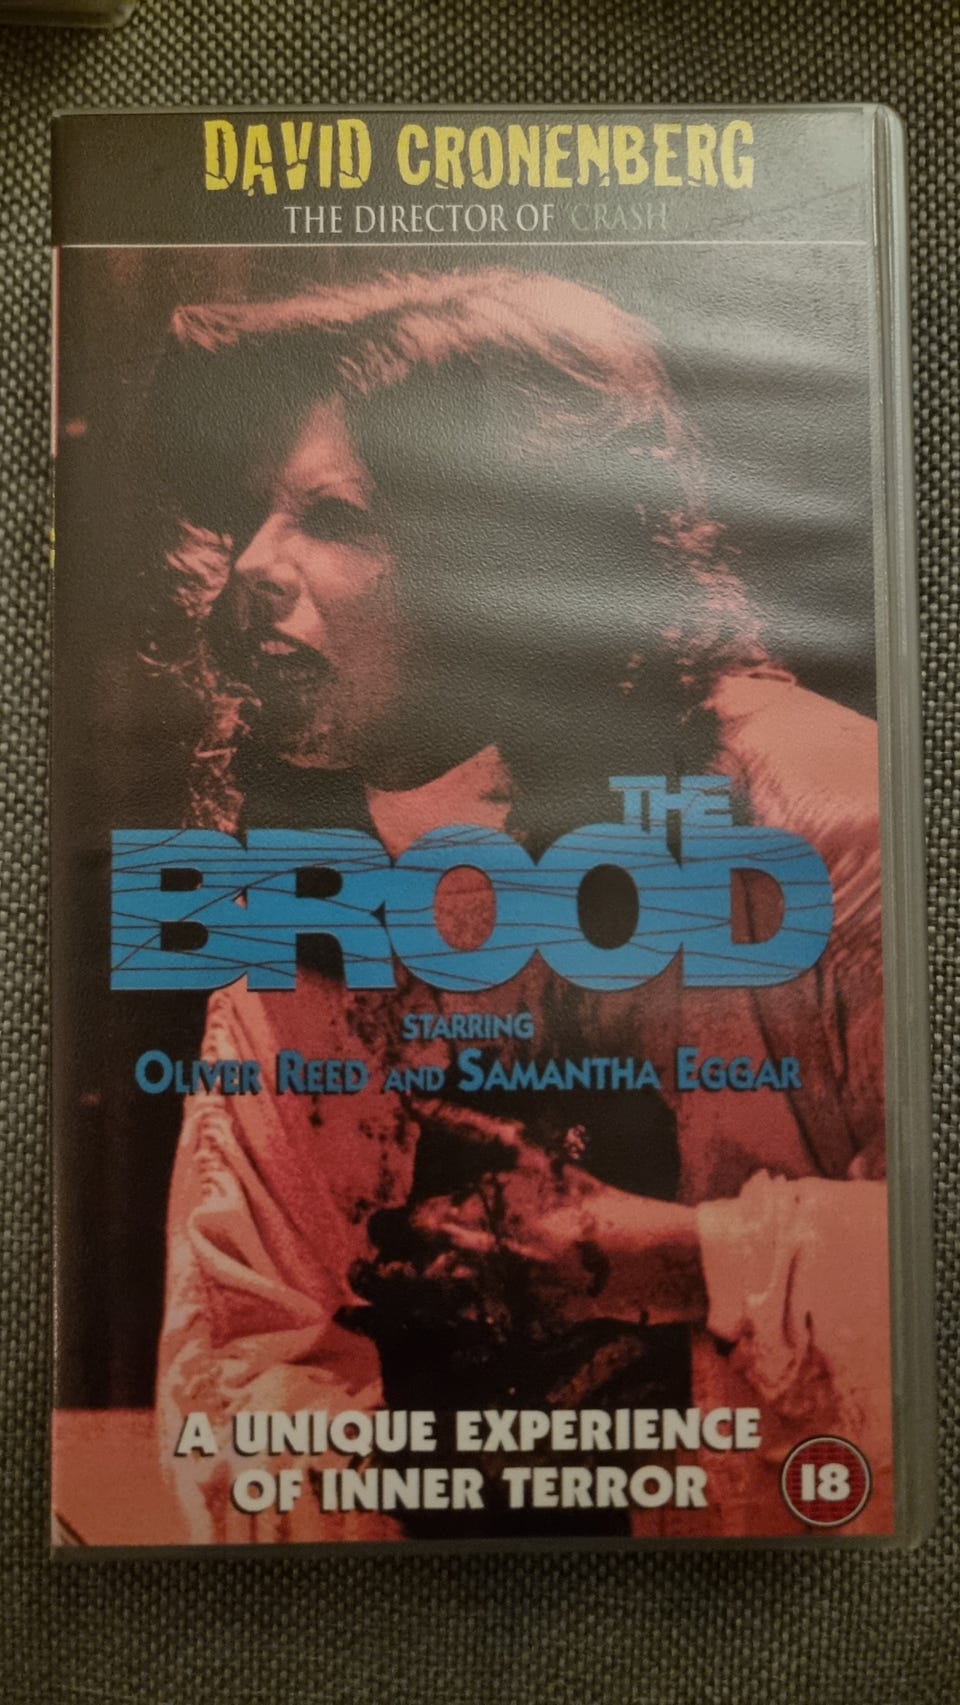 DAVID CRONENBERG
THE DIRECTOR OF 'CRASH'
THE
BROOD
STARRING
OLIVER REED AND SAMANTHA EGGAR
A UNIQUE EXPERIENCE
OF INNER TERROR
18